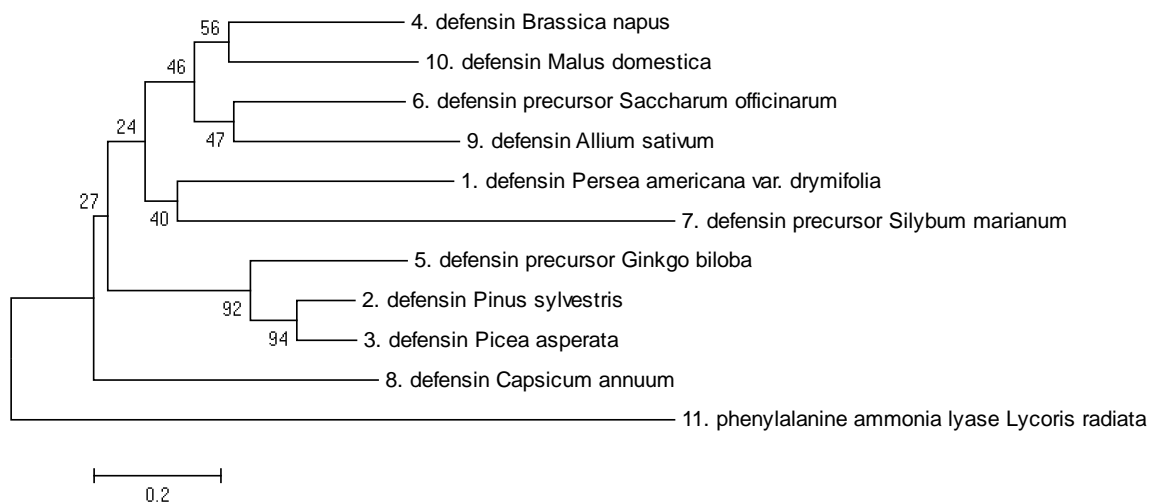 56
4. defensin Brassica napus
10. defensin Malus domestica
46
6. defensin precursor Saccharum officinarum
47
9. defensin Allium sativum
24
1. defensin Persea americana var. drymifolia
40
7. defensin precursor Silybum marianum
27
5. defensin precursor Ginkgo biloba
92
2. defensin Pinus sylvestris
94
3. defensin Picea asperata
8. defensin Capsicum annuum
11. phenylalanine ammonia lyase Lycoris radiata
0.2